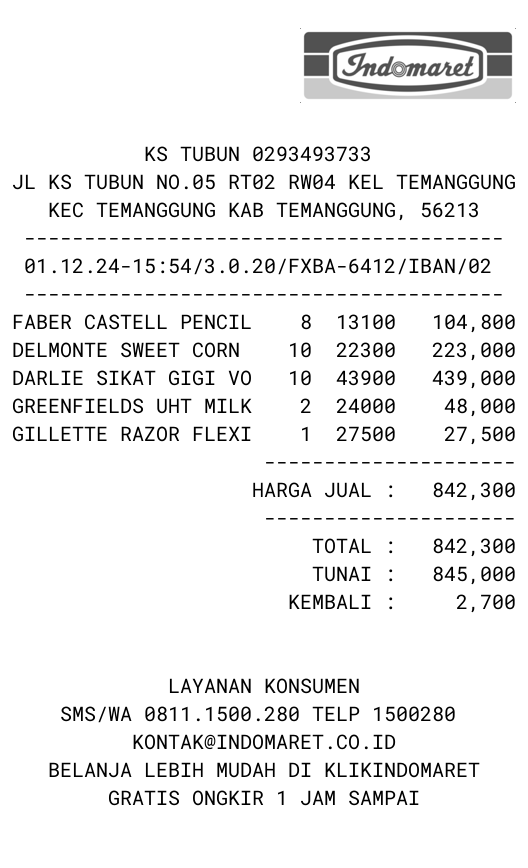 Indomaret
KS TUBUN 0293493733
JL KS TUBUN NO.05 RT02 RW04 KEL TEMANGGUNG
KEC TEMANGGUNG KAB TEMANGGUNG, 56213
----------------------------------------
01.12.24-15:54/3.0.20/FXBA-6412/IBAN/02
----------------------------------------
FABER CASTELL PENCIL 8 13100 104,800
DELMONTE SWEET CORN 10 22300 223,000
DARLIE SIKAT GIGI VO 10 43900 439,000
GREENFIELDS UHT MILK 2 24000 48,000
GILLETTE RAZOR FLEXI 1 27500 27,500
---------------------
HARGA JUAL : 842,300
---------------------
TOTAL : 842,300
TUNAI : 845,000
KEMBALI : 2,700
LAYANAN KONSUMEN
SMS/WA 0811.1500.280 TELP 1500280
KONTAK@INDOMARET.CO.ID
BELANJA LEBIH MUDAH DI KLIKINDOMARET
GRATIS ONGKIR 1 JAM SAMPAI